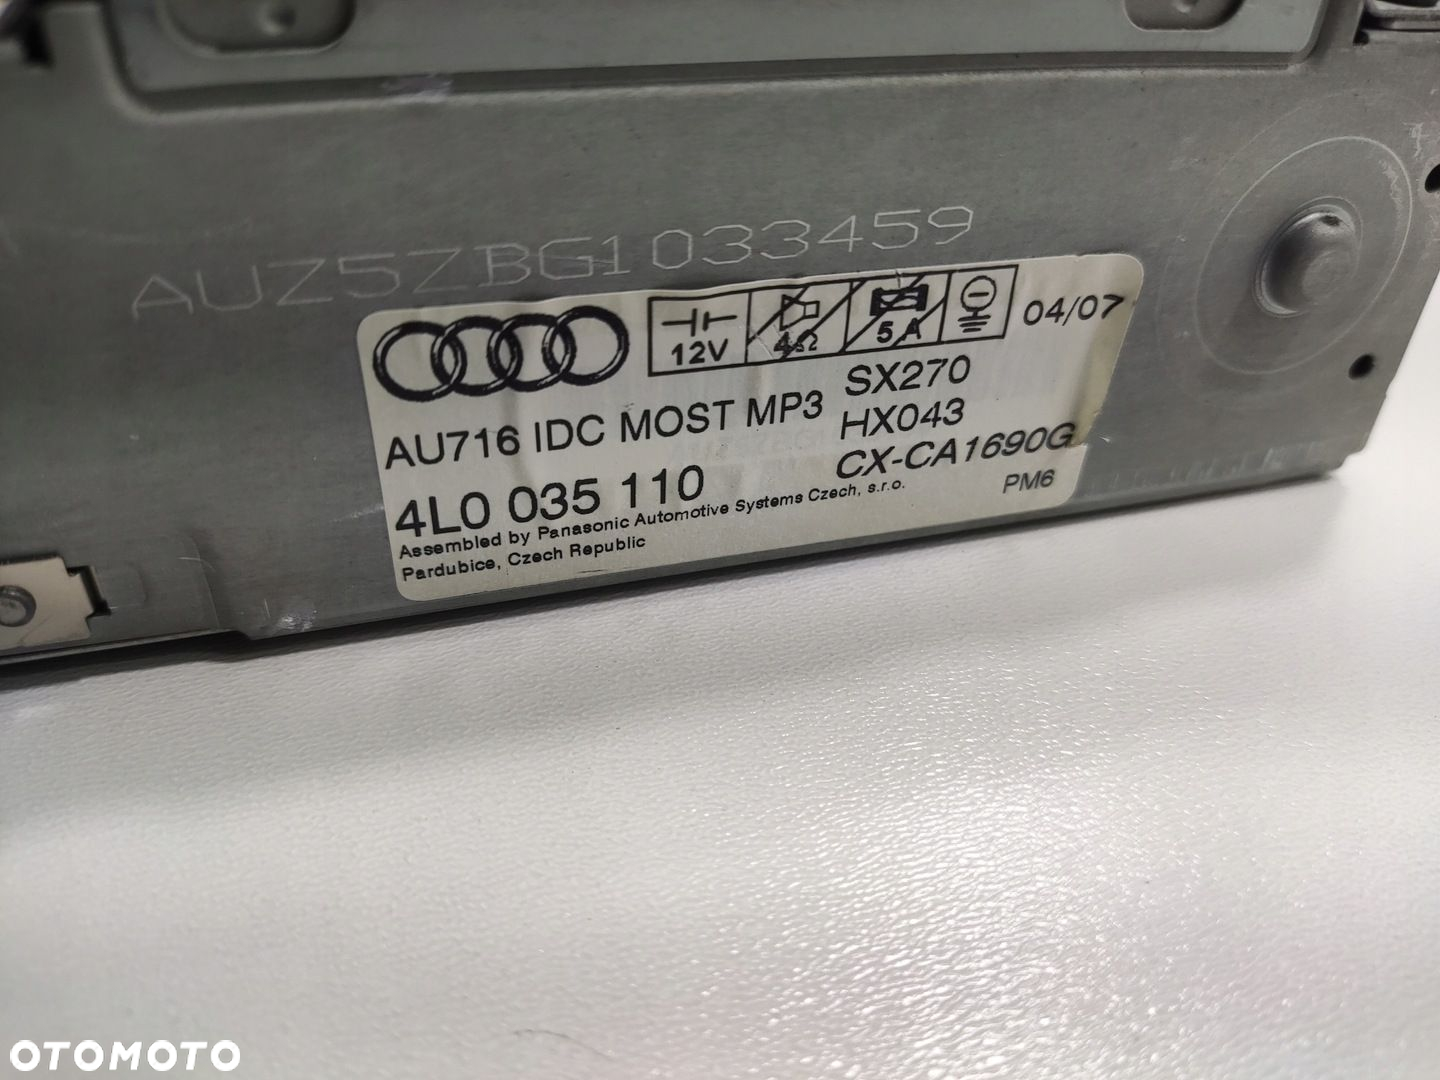 AUZ5ZBG1033459
12V
4Ω
5A
04/07
AU716 IDC MOST MP3
SX270
HX043
4L0 035 110
CX-CA1690G
Assembled by Panasonic Automotive Systems Czech, s.r.o.
PM6
Pardubice, Czech Republic
OTOMOTO